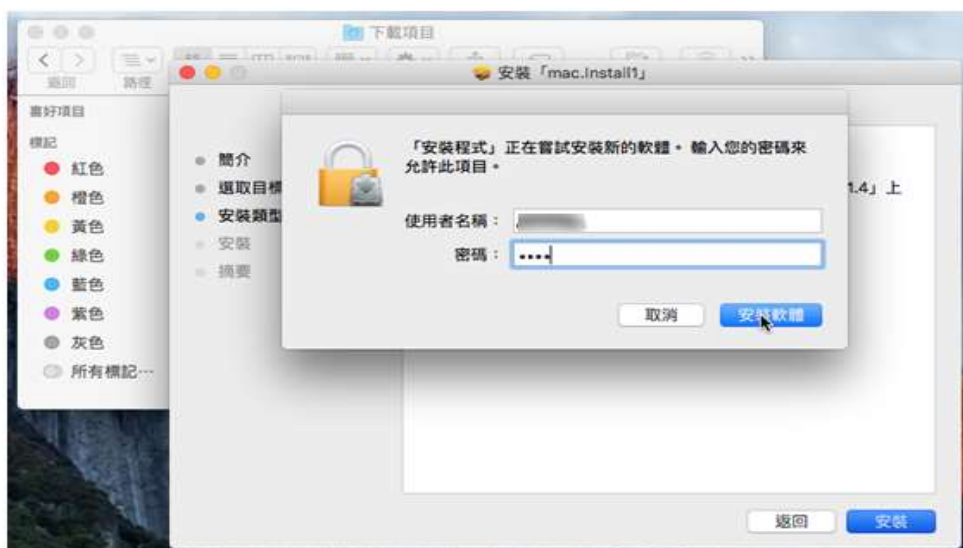 下載項目
返回
路徑
喜好項目
標記
紅色
橙色
黃色
綠色
藍色
紫色
灰色
所有標記⋯
安裝「mac.Install1」
簡介
選取目標
安裝類型
安裝
摘要
「安裝程式」正在嘗試安裝新的軟體。輸入您的密碼來
允許此項目。
使用者名稱：
密碼：
••••
取消
安裝軟體
1.4」上
返回
安裝